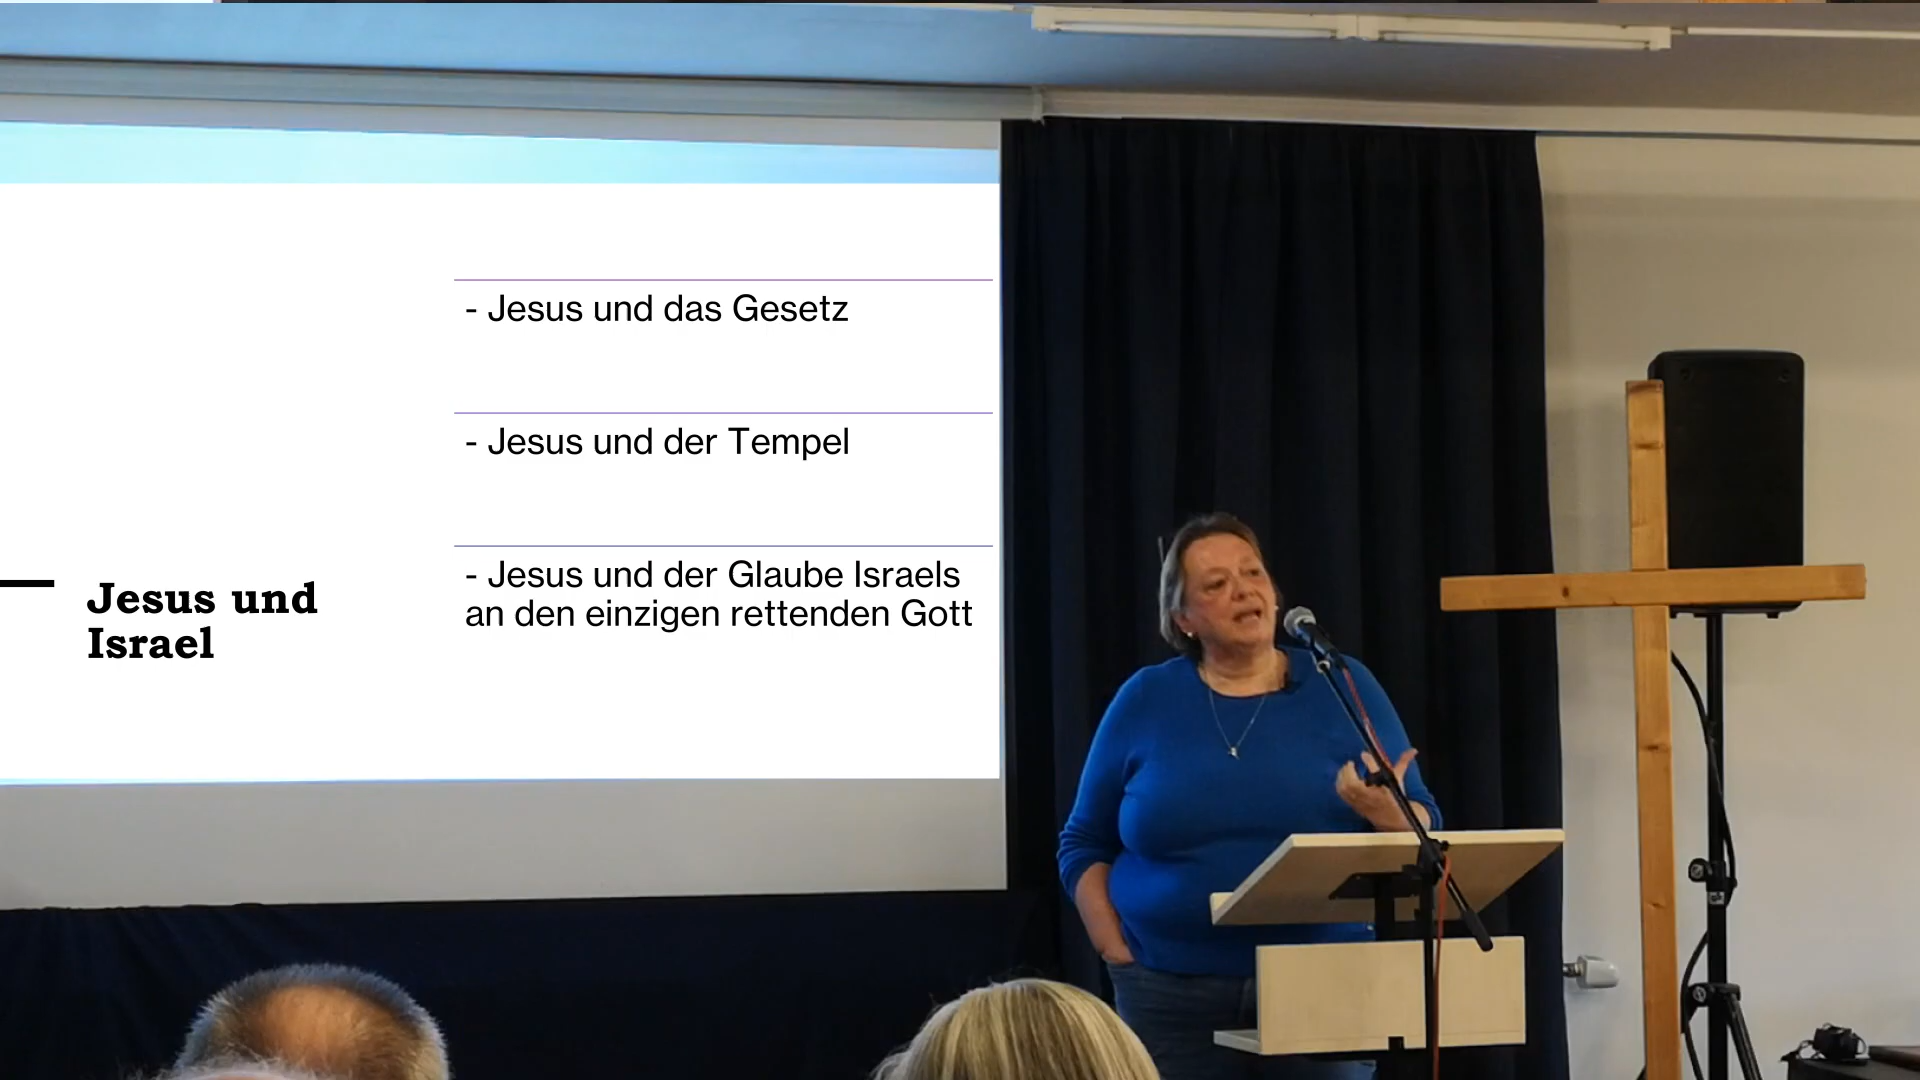 Jesus und
Israel
- Jesus und das Gesetz
- Jesus und der Tempel
- Jesus und der Glaube Israels
an den einzigen rettenden Gott